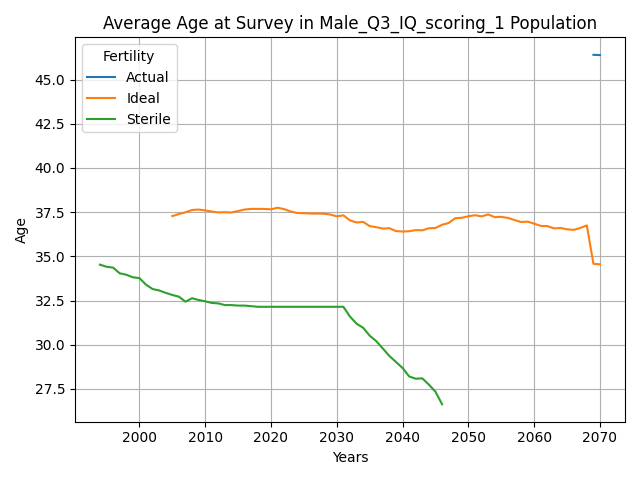 Average Age at Survey in Male_Q3_IQ_scoring_1 Population
Fertility
Actual
Ideal
Sterile
45.0
42.5
40.0
37.5
35.0
32.5
30.0
27.5
Age
2000 2010 2020 2030 2040 2050 2060 2070
Years